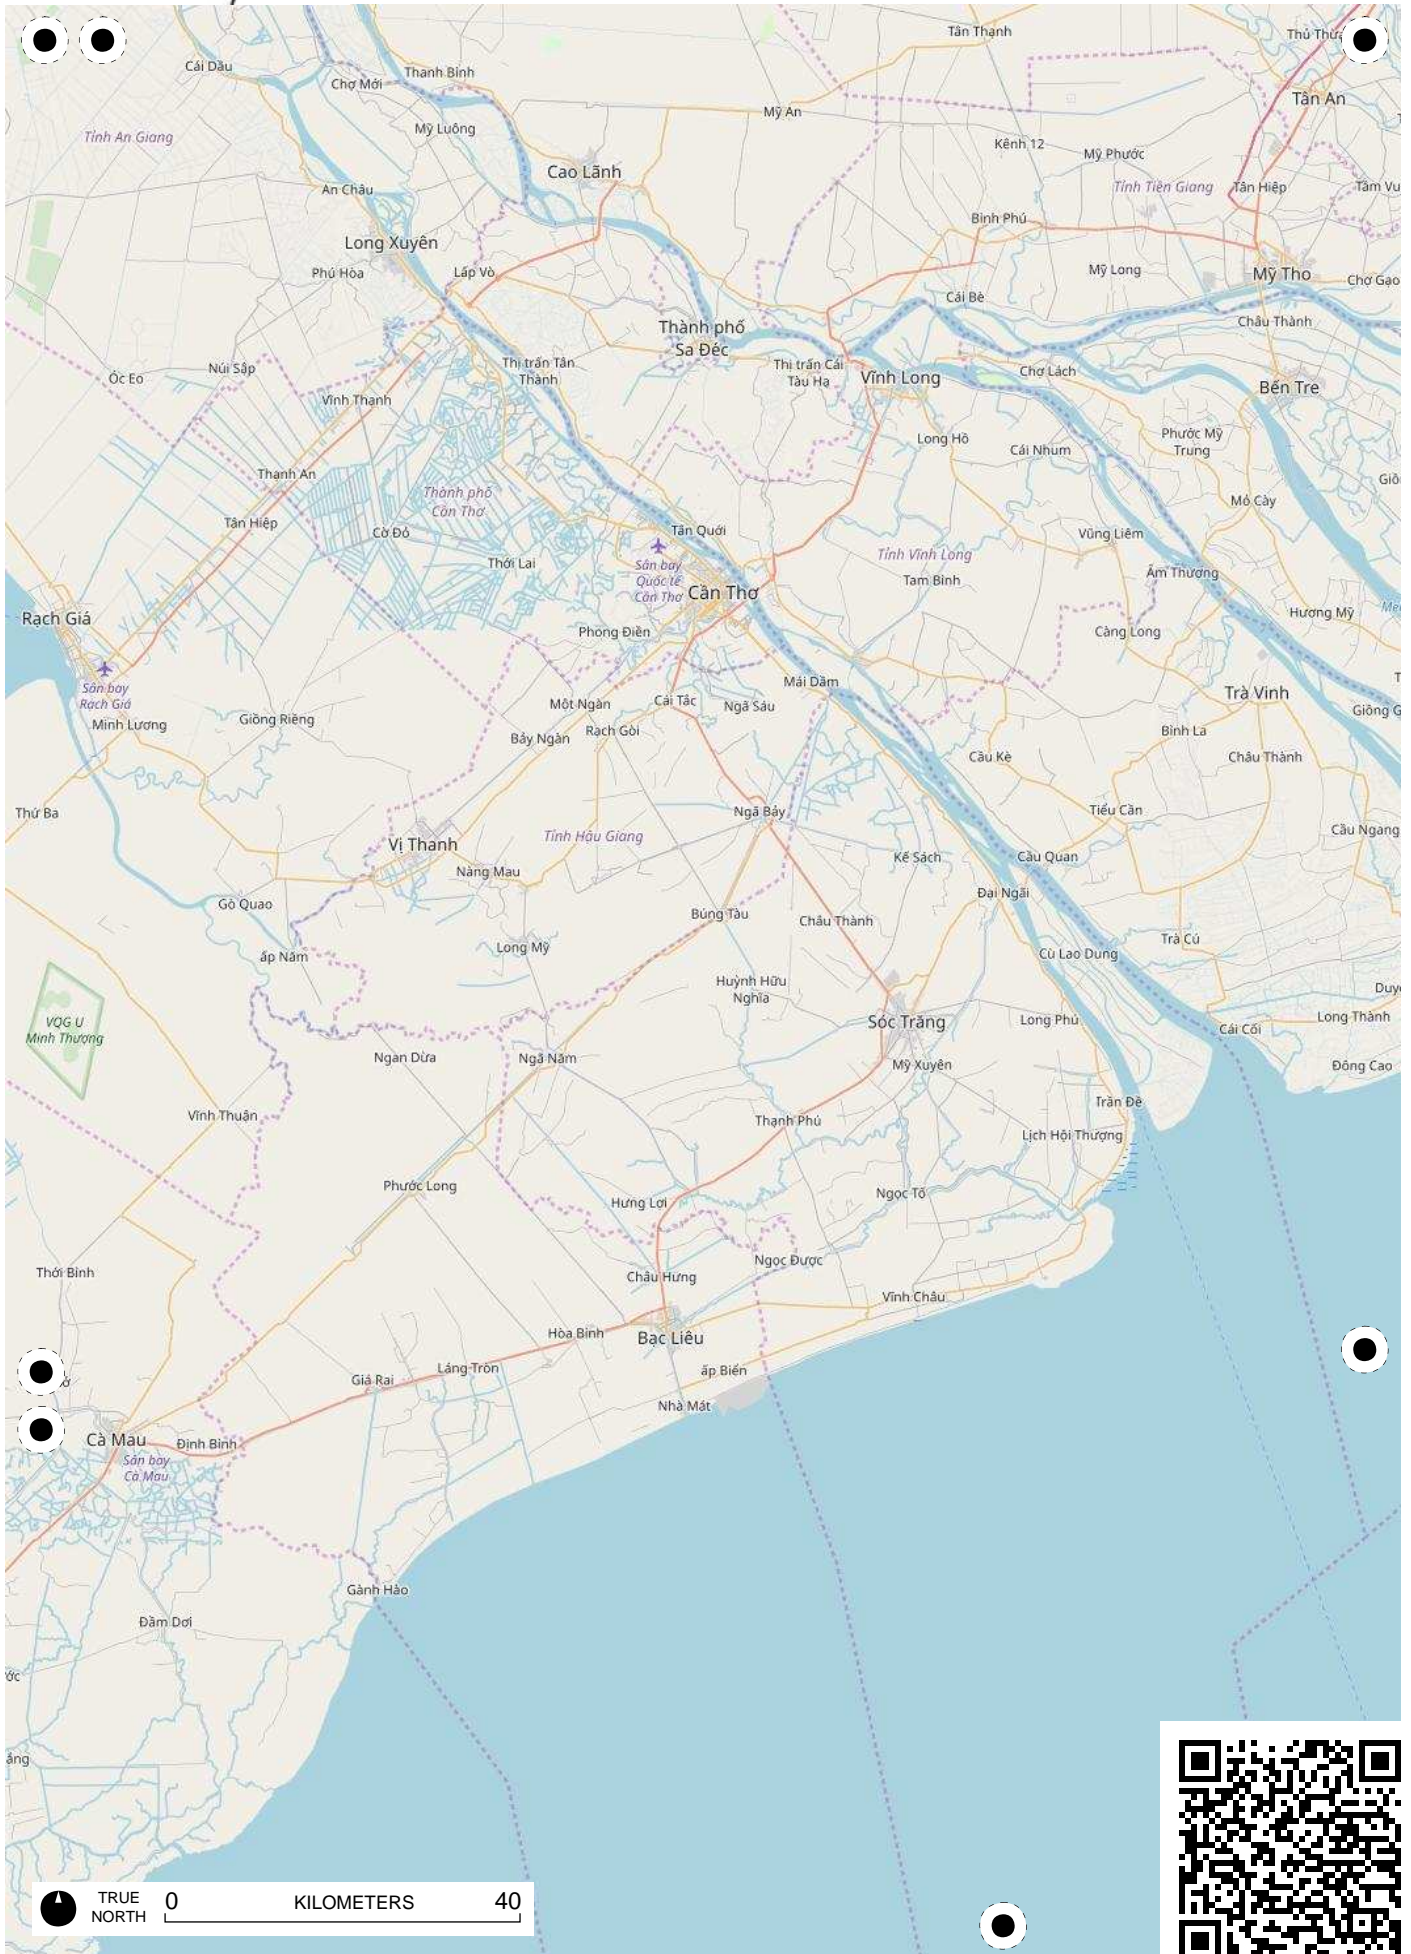 Tân Thạnh
Thủ Thừa
Cái Dầu
Thanh Bình
Chợ Mới
Tân An
Mỹ An
Mỹ Luông
Tỉnh An Giang
Kênh 12
Mỹ Phước
Cao Lãnh
Tỉnh Tiền Giang
Tân Hiệp
Tầm Vu
An Châu
Bình Phú
Long Xuyên
Phú Hòa
Lấp Vò
Mỹ Long
Mỹ Tho
Chợ Gạo
Cái Bè
Châu Thành
Thành phố
Sa Đéc
Thị trấn Tân
Thành
Thị trấn Cái
Tàu Hạ
Núi Sập
Óc Eo
Vĩnh Long
Chợ Lách
Bến Tre
Vĩnh Thạnh
Long Hồ
Cái Nhum
Phước Mỹ
Trung
Thạnh An
Giồ
Thành phố
Cần Thơ
Mỏ Cày
Tân Hiệp
Cờ Đỏ
Tân Quới
Vũng Liêm
Thới Lai
Sân bay
Quốc tế
Cần Thơ
Tỉnh Vĩnh Long
Tam Bình
Ấm Thượng
Cần Thơ
Hương Mỹ
Rạch Giá
Phong Điền
Càng Long
Sân bay
Rạch Giá
Mái Dầm
Trà Vinh
Một Ngàn
Cái Tắc
Ngã Sáu
Giồng G
Minh Lương
Giồng Riềng
Bảy Ngàn
Rạch Gòi
Bình La
Cầu Kè
Châu Thành
Thứ Ba
Ngã Bảy
Tiểu Cần
Cầu Ngang
Vị Thanh
Tỉnh Hậu Giang
Kế Sách
Cầu Quan
Nàng Mau
Đại Ngãi
Gò Quao
Búng Tàu
Châu Thành
Long Mỹ
Trà Cú
ấp Năm
Cù Lao Dung
Huỳnh Hữu
Nghĩa
Duyê
VQG U
Minh Thượng
Sóc Trăng
Long Phú
Long Thành
Cái Cối
Ngan Dừa
Ngã Năm
Mỹ Xuyên
Đông Cao
Vĩnh Thuận
Trần Đề
Thạnh Phú
Lịch Hội Thượng
Phước Long
Hưng Lợi
Ngọc Tố
Ngọc Được
Thới Bình
Châu Hưng
Vĩnh Châu
Hòa Bình
Bạc Liêu
Láng Tròn
ấp Biển
Giá Rai
Nhà Mát
Cà Mau
Định Bình
Sân bay
Cà Mau
Gành Hào
Đầm Dơi
TRUE
NORTH
0 KILOMETERS 40